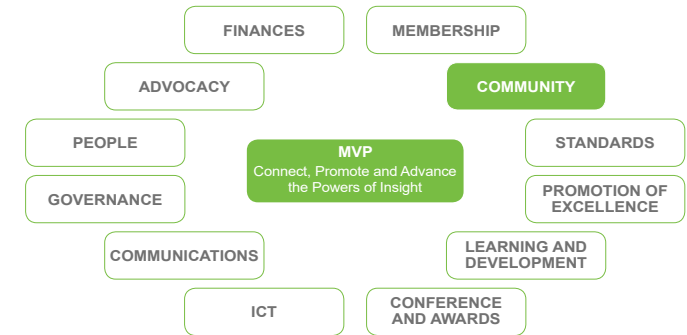 FINANCES
MEMBERSHIP
ADVOCACY
COMMUNITY
PEOPLE
STANDARDS
MVP
Connect, Promote and Advance
the Powers of Insight
GOVERNANCE
PROMOTION OF
EXCELLENCE
COMMUNICATIONS
LEARNING AND
DEVELOPMENT
ICT
CONFERENCE
AND AWARDS